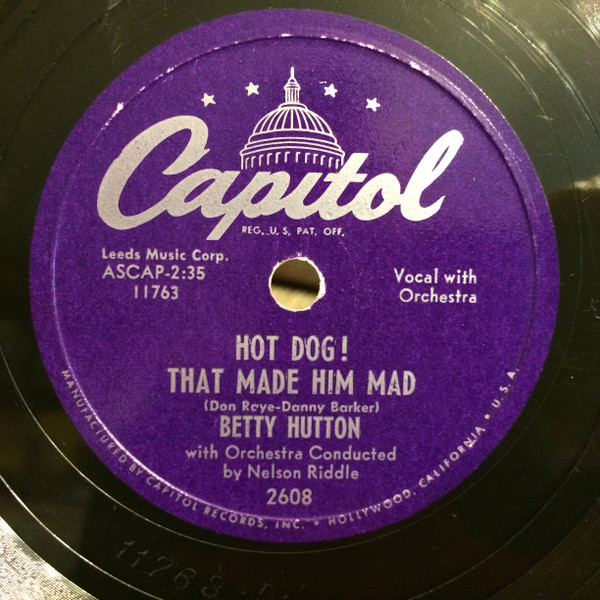 Capitol
REG. U. S. PAT. OFF.
Leeds Music Corp.
ASCAP-2:35
11763
Vocal with
Orchestra
HOT DOG!
THAT MADE HIM MAD
(Don Raye-Danny Barker)
BETTY HUTTON
with Orchestra Conducted
by Nelson Riddle
2608
MANUFACTURED BY CAPITOL RECORDS, INC. • HOLLYWOOD, CALIFORNIA • U.S.A.
11763